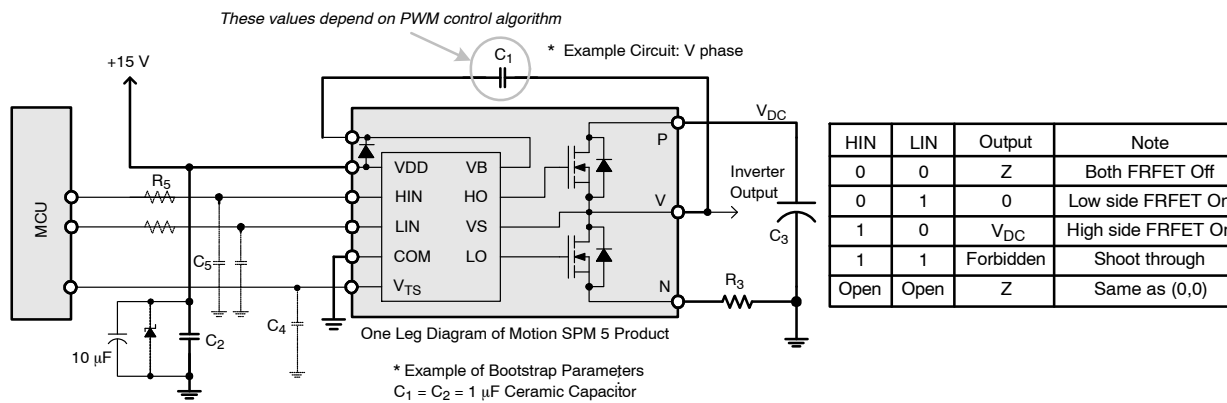 These values depend on PWM control algorithm
C1
* Example Circuit: V phase
+15 V
VDC
P
R5
VDD
VB
HIN
HO
Inverter
Output
V
MCU
LIN
VS
C5
COM
LO
C3
VTS
N
R3
C4
10 μF
C2
One Leg Diagram of Motion SPM 5 Product
* Example of Bootstrap Parameters
C1 = C2 = 1 μF Ceramic Capacitor
HIN LIN Output Note
0 0 Z Both FRFET Off
0 1 0 Low side FRFET On
1 0 VDC High side FRFET On
1 1 Forbidden Shoot through
Open Open Z Same as (0,0)